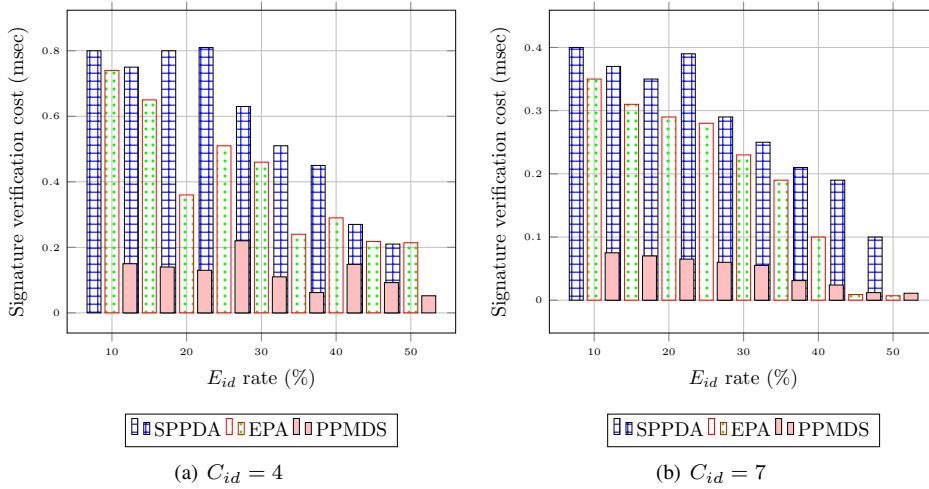 Signature verification cost (msec)
0.8
0.6
0.4
0.2
0
10
20
30
40
50
E_id rate (%)
SPPDA
EPA
PPMDS
(a) C_id = 4
Signature verification cost (msec)
0.4
0.3
0.2
0.1
0
10
20
30
40
50
E_id rate (%)
SPPDA
EPA
PPMDS
(b) C_id = 7